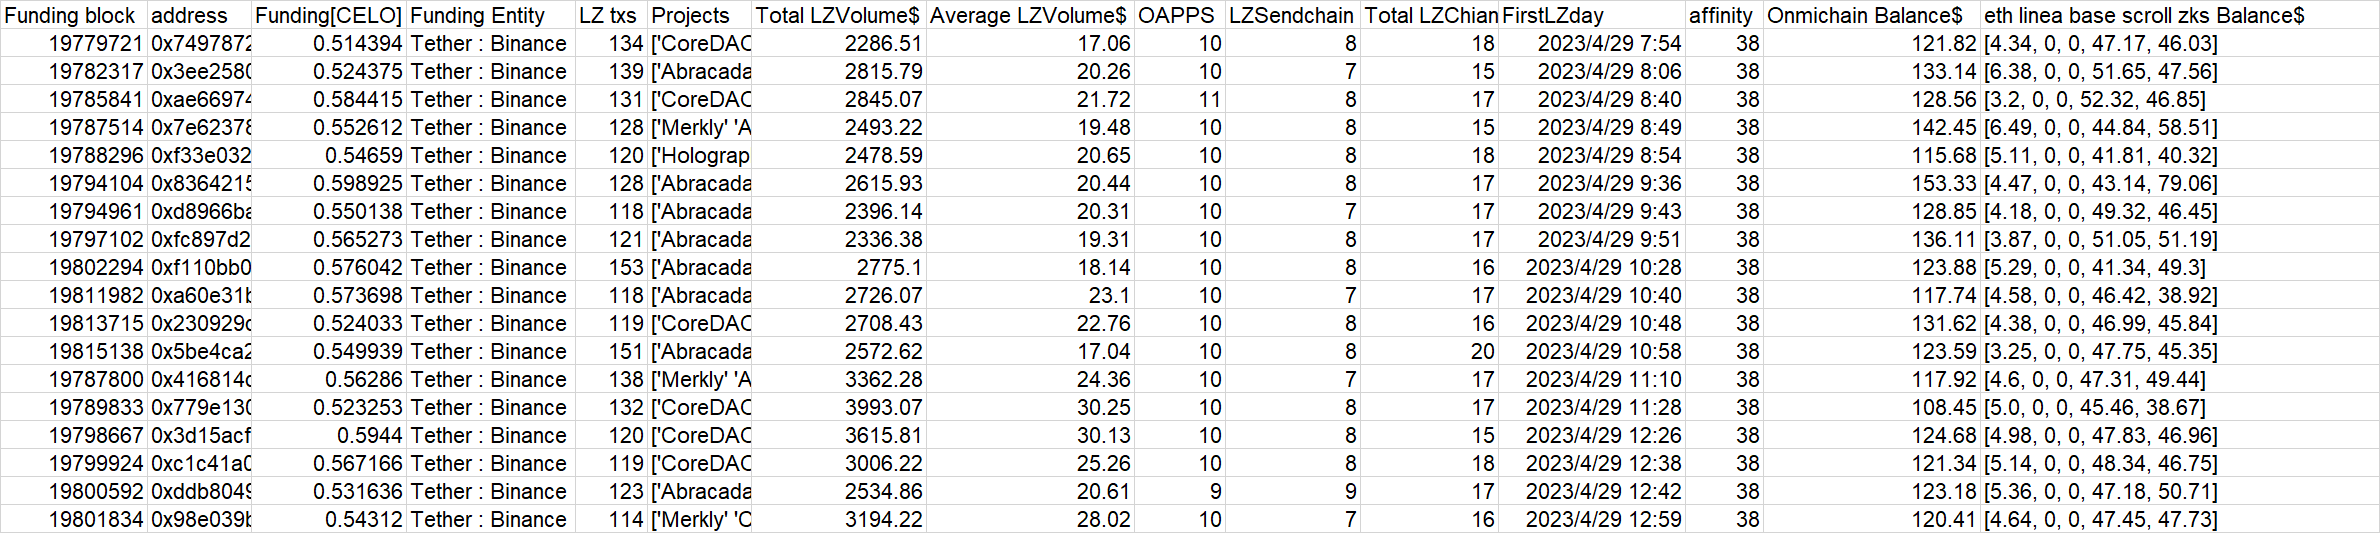 Funding block address Funding[CELO] Funding Entity LZ txs Projects Total LZVolume$ Average LZVolume$ OAPPS LZSendchain Total LZChian FirstLZday affinity Onmichain Balance$ eth linea base scroll zks Balance$
19779721 0x7497872 0.514394 Tether : Binance 134 ['CoreDAO 2286.51 17.06 10 8 18 2023/4/29 7:54 38 121.82 [4.34, 0, 0, 47.17, 46.03]
19782317 0x3ee2580 0.524375 Tether : Binance 139 ['Abracada 2815.79 20.26 10 7 15 2023/4/29 8:06 38 133.14 [6.38, 0, 0, 51.65, 47.56]
19785841 0xae66974 0.584415 Tether : Binance 131 ['CoreDAO 2845.07 21.72 11 8 17 2023/4/29 8:40 38 128.56 [3.2, 0, 0, 52.32, 46.85]
19787514 0x7e62378 0.552612 Tether : Binance 128 ['Merkly' 'A 2493.22 19.48 10 8 15 2023/4/29 8:49 38 142.45 [6.49, 0, 0, 44.84, 58.51]
19788296 0xf33e032 0.54659 Tether : Binance 120 ['Holograp 2478.59 20.65 10 8 18 2023/4/29 8:54 38 115.68 [5.11, 0, 0, 41.81, 40.32]
19794104 0x8364215 0.598925 Tether : Binance 128 ['Abracada 2615.93 20.44 10 8 17 2023/4/29 9:36 38 153.33 [4.47, 0, 0, 43.14, 79.06]
19794961 0xd8966ba 0.550138 Tether : Binance 118 ['Abracada 2396.14 20.31 10 7 17 2023/4/29 9:43 38 128.85 [4.18, 0, 0, 49.32, 46.45]
19797102 0xfc897d2 0.565273 Tether : Binance 121 ['Abracada 2336.38 19.31 10 8 17 2023/4/29 9:51 38 136.11 [3.87, 0, 0, 51.05, 51.19]
19802294 0xf110bb0 0.576042 Tether : Binance 153 ['Abracada 2775.1 18.14 10 8 16 2023/4/29 10:28 38 123.88 [5.29, 0, 0, 41.34, 49.3]
19811982 0xa60e31b 0.573698 Tether : Binance 118 ['Abracada 2726.07 23.1 10 7 17 2023/4/29 10:40 38 117.74 [4.58, 0, 0, 46.42, 38.92]
19813715 0x230929c 0.524033 Tether : Binance 119 ['CoreDAO 2708.43 22.76 10 8 16 2023/4/29 10:48 38 131.62 [4.38, 0, 0, 46.99, 45.84]
19815138 0x5be4ca2 0.549939 Tether : Binance 151 ['Abracada 2572.62 17.04 10 8 20 2023/4/29 10:58 38 123.59 [3.25, 0, 0, 47.75, 45.35]
19787800 0x416814c 0.56286 Tether : Binance 138 ['Merkly' 'A 3362.28 24.36 10 7 17 2023/4/29 11:10 38 117.92 [4.6, 0, 0, 47.31, 49.44]
19789833 0x779e130 0.523253 Tether : Binance 132 ['CoreDAO 3993.07 30.25 10 8 17 2023/4/29 11:28 38 108.45 [5.0, 0, 0, 45.46, 38.67]
19798667 0x3d15acf 0.5944 Tether : Binance 120 ['CoreDAO 3615.81 30.13 10 8 15 2023/4/29 12:26 38 124.68 [4.98, 0, 0, 47.83, 46.96]
19799924 0xc1c41a0 0.567166 Tether : Binance 119 ['CoreDAO 3006.22 25.26 10 8 18 2023/4/29 12:38 38 121.34 [5.14, 0, 0, 48.34, 46.75]
19800592 0xddb8049 0.531636 Tether : Binance 123 ['Abracada 2534.86 20.61 9 9 17 2023/4/29 12:42 38 123.18 [5.36, 0, 0, 47.18, 50.71]
19801834 0x98e039b 0.54312 Tether : Binance 114 ['Merkly' 'C 3194.22 28.02 10 7 16 2023/4/29 12:59 38 120.41 [4.64, 0, 0, 47.45, 47.73]